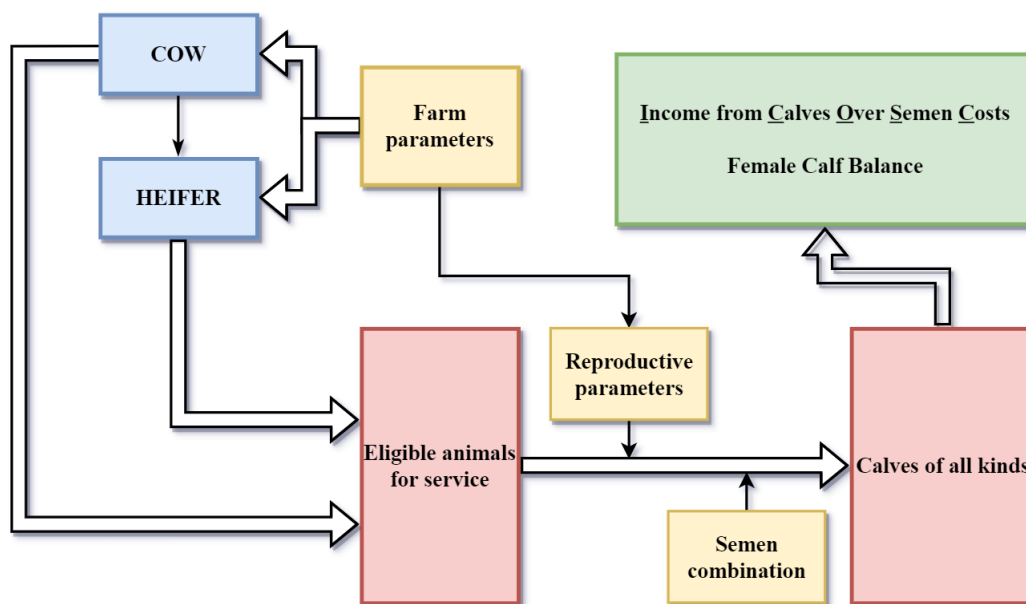 COW
Farm
parameters
HEIFER
Income from Calves Over Semen Costs
Female Calf Balance
Reproductive
parameters
Eligible animals
for service
Calves of all kinds
Semen
combination